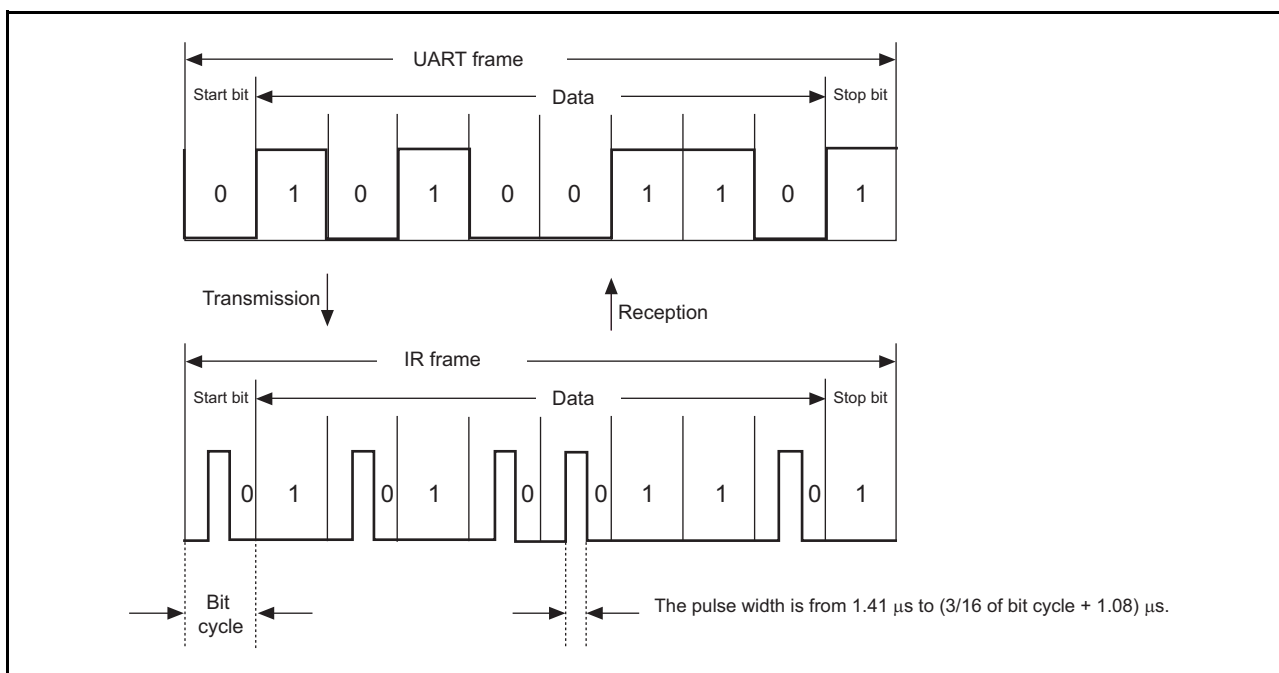 UART frame
Start bit Data Stop bit
0 1 0 1 0 0 1 1 0 1
Transmission Reception
IR frame
Start bit Data Stop bit
0 1 0 1 0 0 1 1 0 1
Bit
cycle
The pulse width is from 1.41 μs to (3/16 of bit cycle + 1.08) μs.